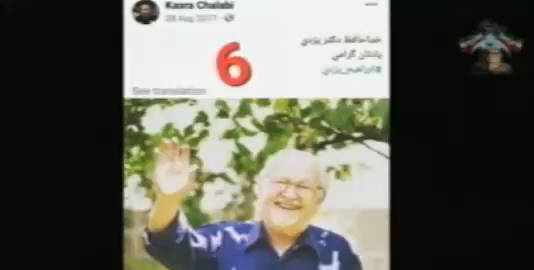 Kasra Chalabi
28 Aug 2017
خداحافظ دکتر یزدی
یادش گرامی
#ابراهیم_یزدی
6
See translation